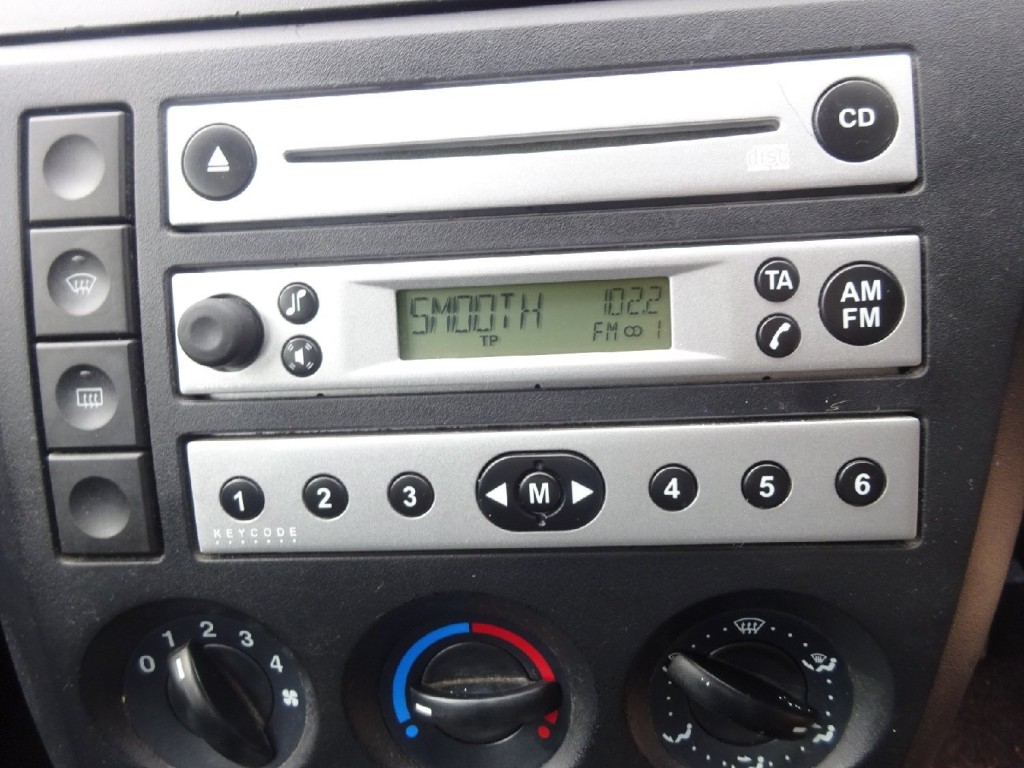 CD
disc
SMOOTH 102.2
TP FM 1
TA
AM
FM
1 2 3 M 4 5 6
KEYCODE
0 1 2 3 4